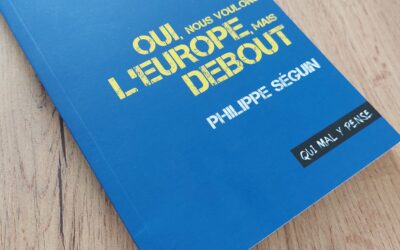 OUI, NOUS VOULONS
L'EUROPE, MAIS
DEBOUT
PHILIPPE SÉGUIN
QUI MAL Y PENSE